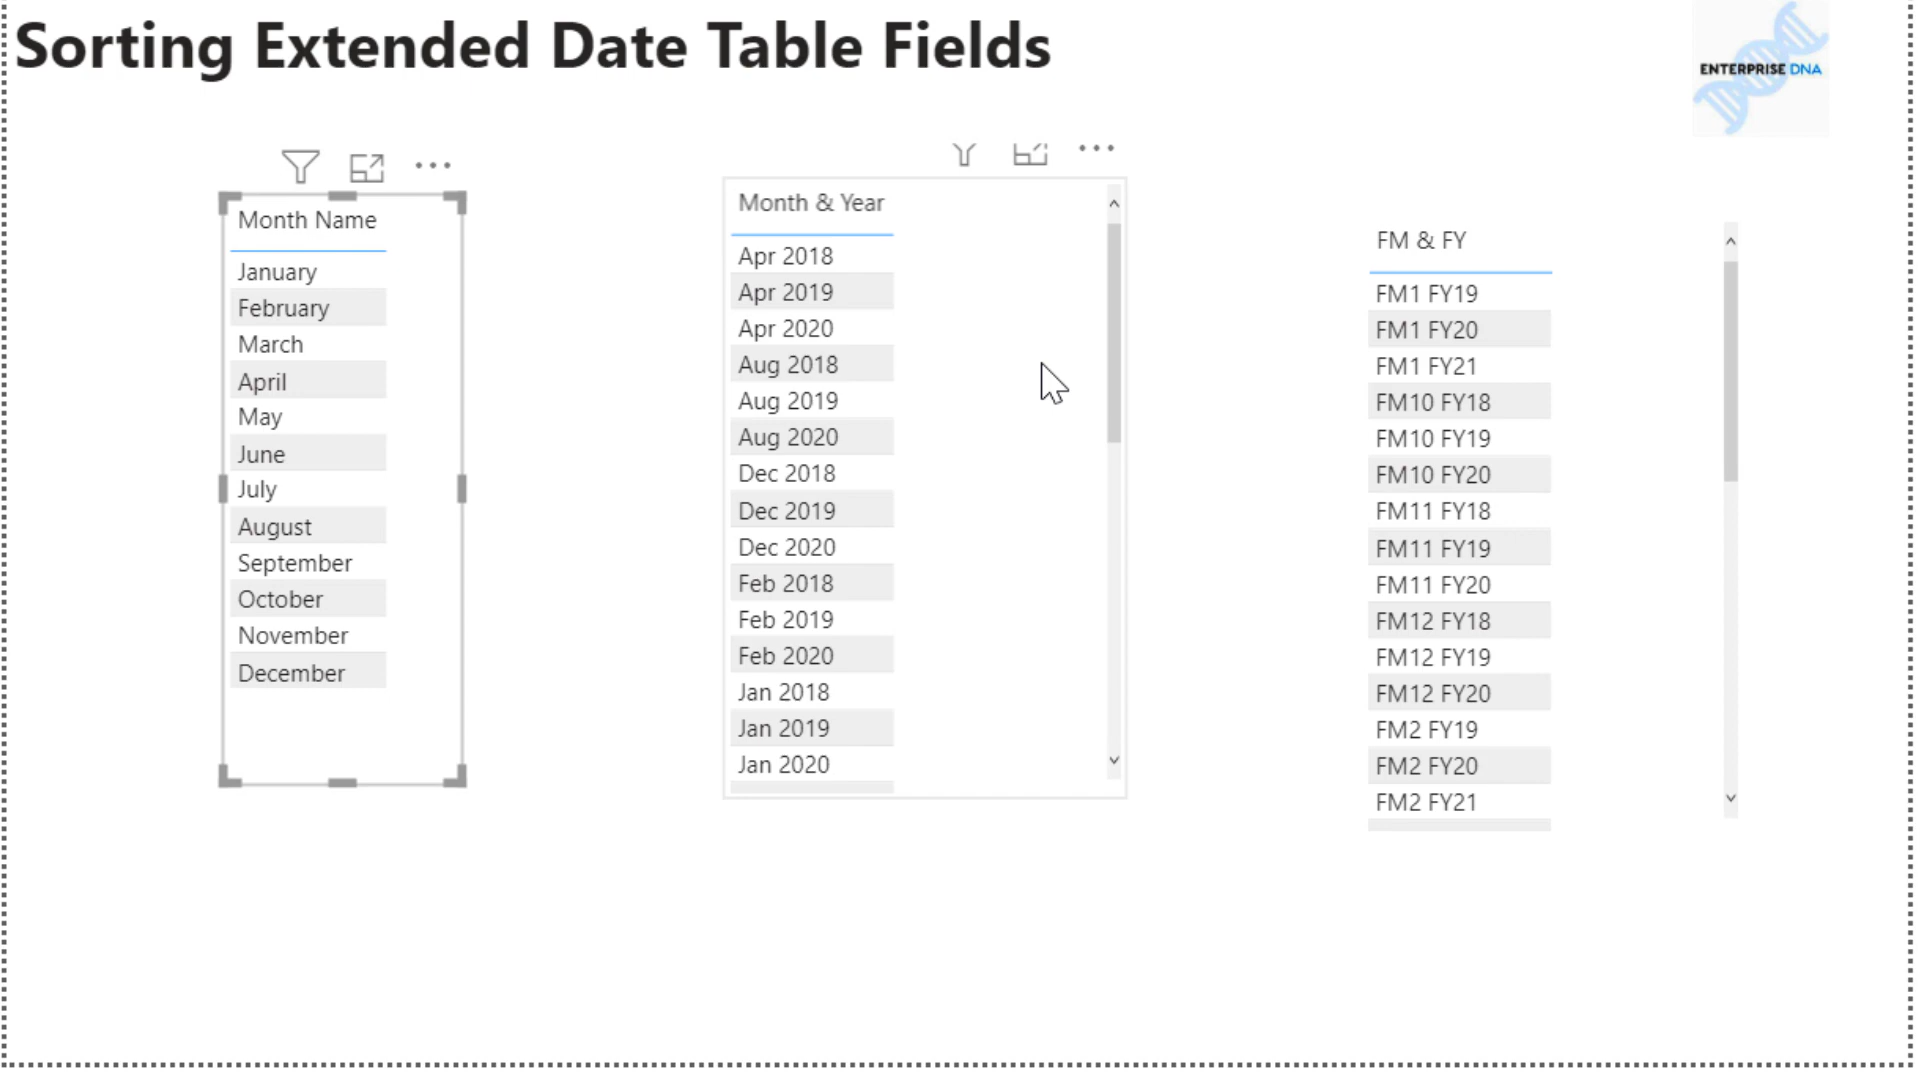 Sorting Extended Date Table Fields
ENTERPRISE DNA
Month Name
January
February
March
April
May
June
July
August
September
October
November
December
Month & Year
Apr 2018
Apr 2019
Apr 2020
Aug 2018
Aug 2019
Aug 2020
Dec 2018
Dec 2019
Dec 2020
Feb 2018
Feb 2019
Feb 2020
Jan 2018
Jan 2019
Jan 2020
FM & FY
FM1 FY19
FM1 FY20
FM1 FY21
FM10 FY18
FM10 FY19
FM10 FY20
FM11 FY18
FM11 FY19
FM11 FY20
FM12 FY18
FM12 FY19
FM12 FY20
FM2 FY19
FM2 FY20
FM2 FY21